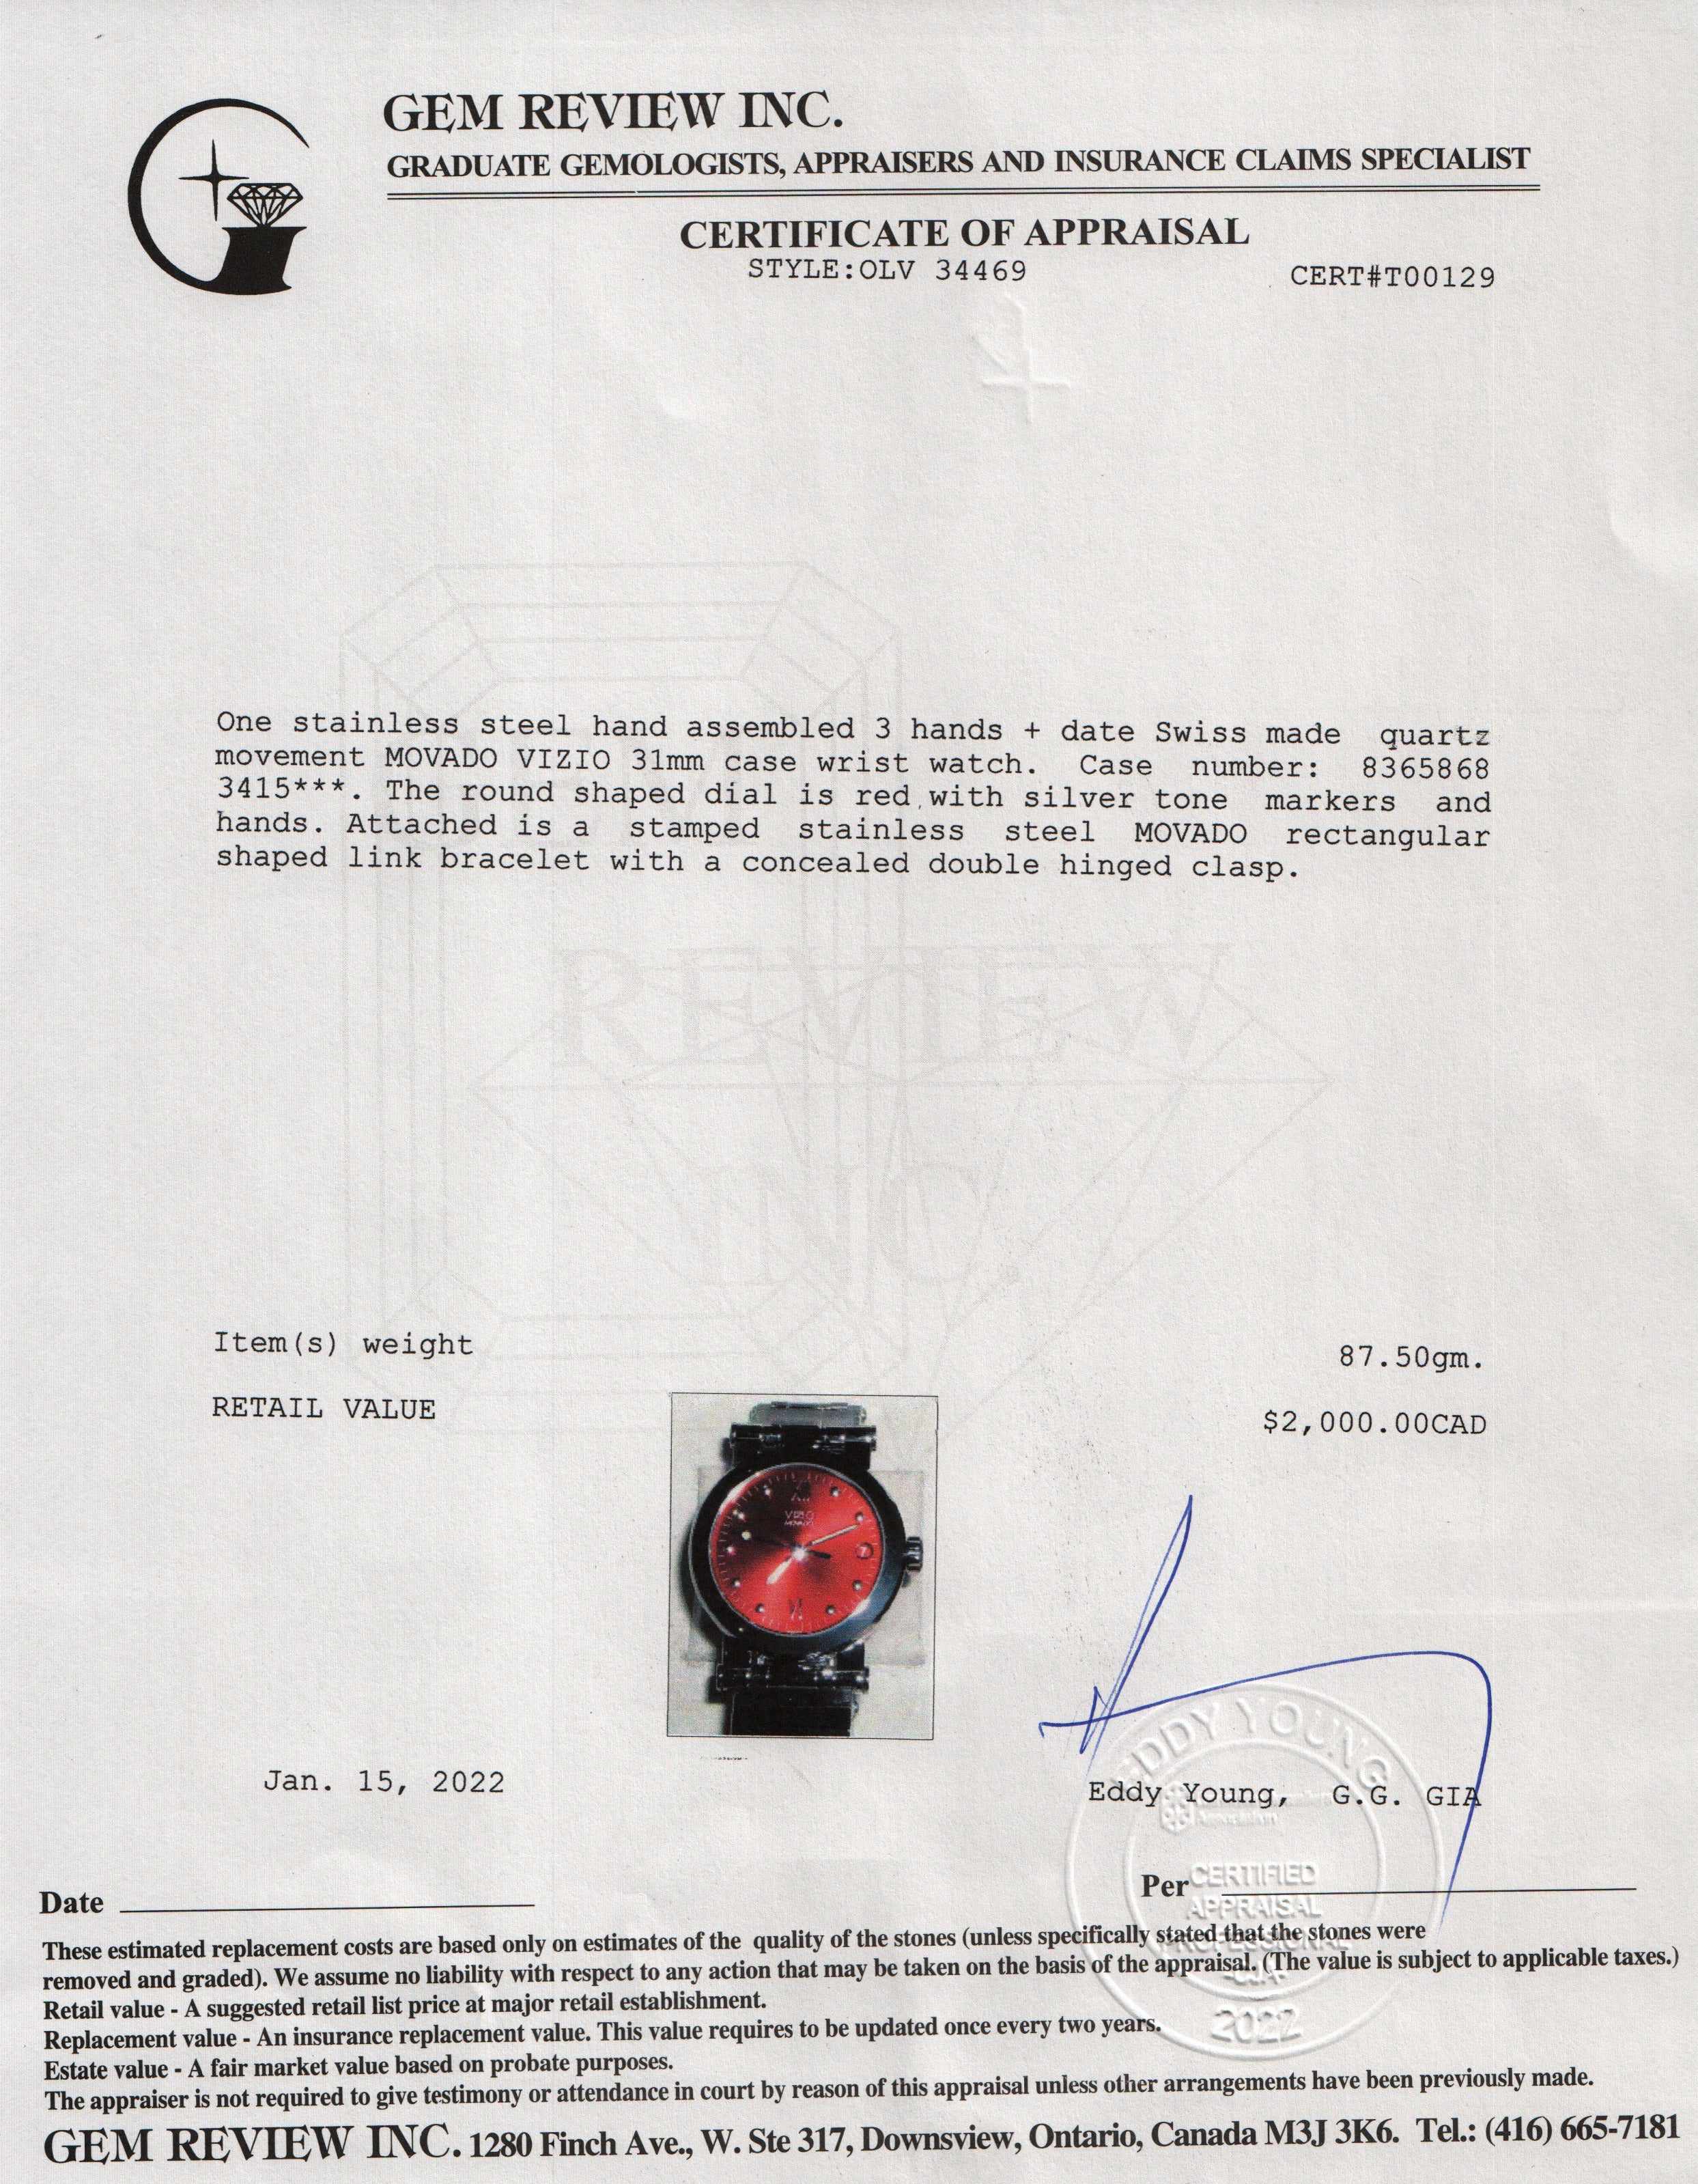 GEM REVIEW INC.
GRADUATE GEMOLOGISTS, APPRAISERS AND INSURANCE CLAIMS SPECIALIST
CERTIFICATE OF APPRAISAL
STYLE:OLV 34469
CERT#T00129
One stainless steel hand assembled 3 hands + date Swiss made quartz
movement MOVADO VIZIO 31mm case wrist watch. Case number: 8365868
3415***. The round shaped dial is red with silver tone markers and
hands. Attached is a stamped stainless steel MOVADO rectangular
shaped link bracelet with a concealed double hinged clasp.
REVIEW
INC.
Item(s) weight 87.50gm.
RETAIL VALUE $2,000.00CAD
VIZIO
MOVADO
Jan. 15, 2022
EDDY YOUNG
Eddy Young, G.G. GIA
CERTIFIED
APPRAISAL
PROFESSIONAL
CJA
2022
Date
Per
These estimated replacement costs are based only on estimates of the quality of the stones (unless specifically stated that the stones were
removed and graded). We assume no liability with respect to any action that may be taken on the basis of the appraisal. (The value is subject to applicable taxes.)
Retail value - A suggested retail list price at major retail establishment.
Replacement value - An insurance replacement value. This value requires to be updated once every two years.
Estate value - A fair market value based on probate purposes.
The appraiser is not required to give testimony or attendance in court by reason of this appraisal unless other arrangements have been previously made.
GEM REVIEW INC. 1280 Finch Ave., W. Ste 317, Downsview, Ontario, Canada M3J 3K6. Tel.: (416) 665-7181